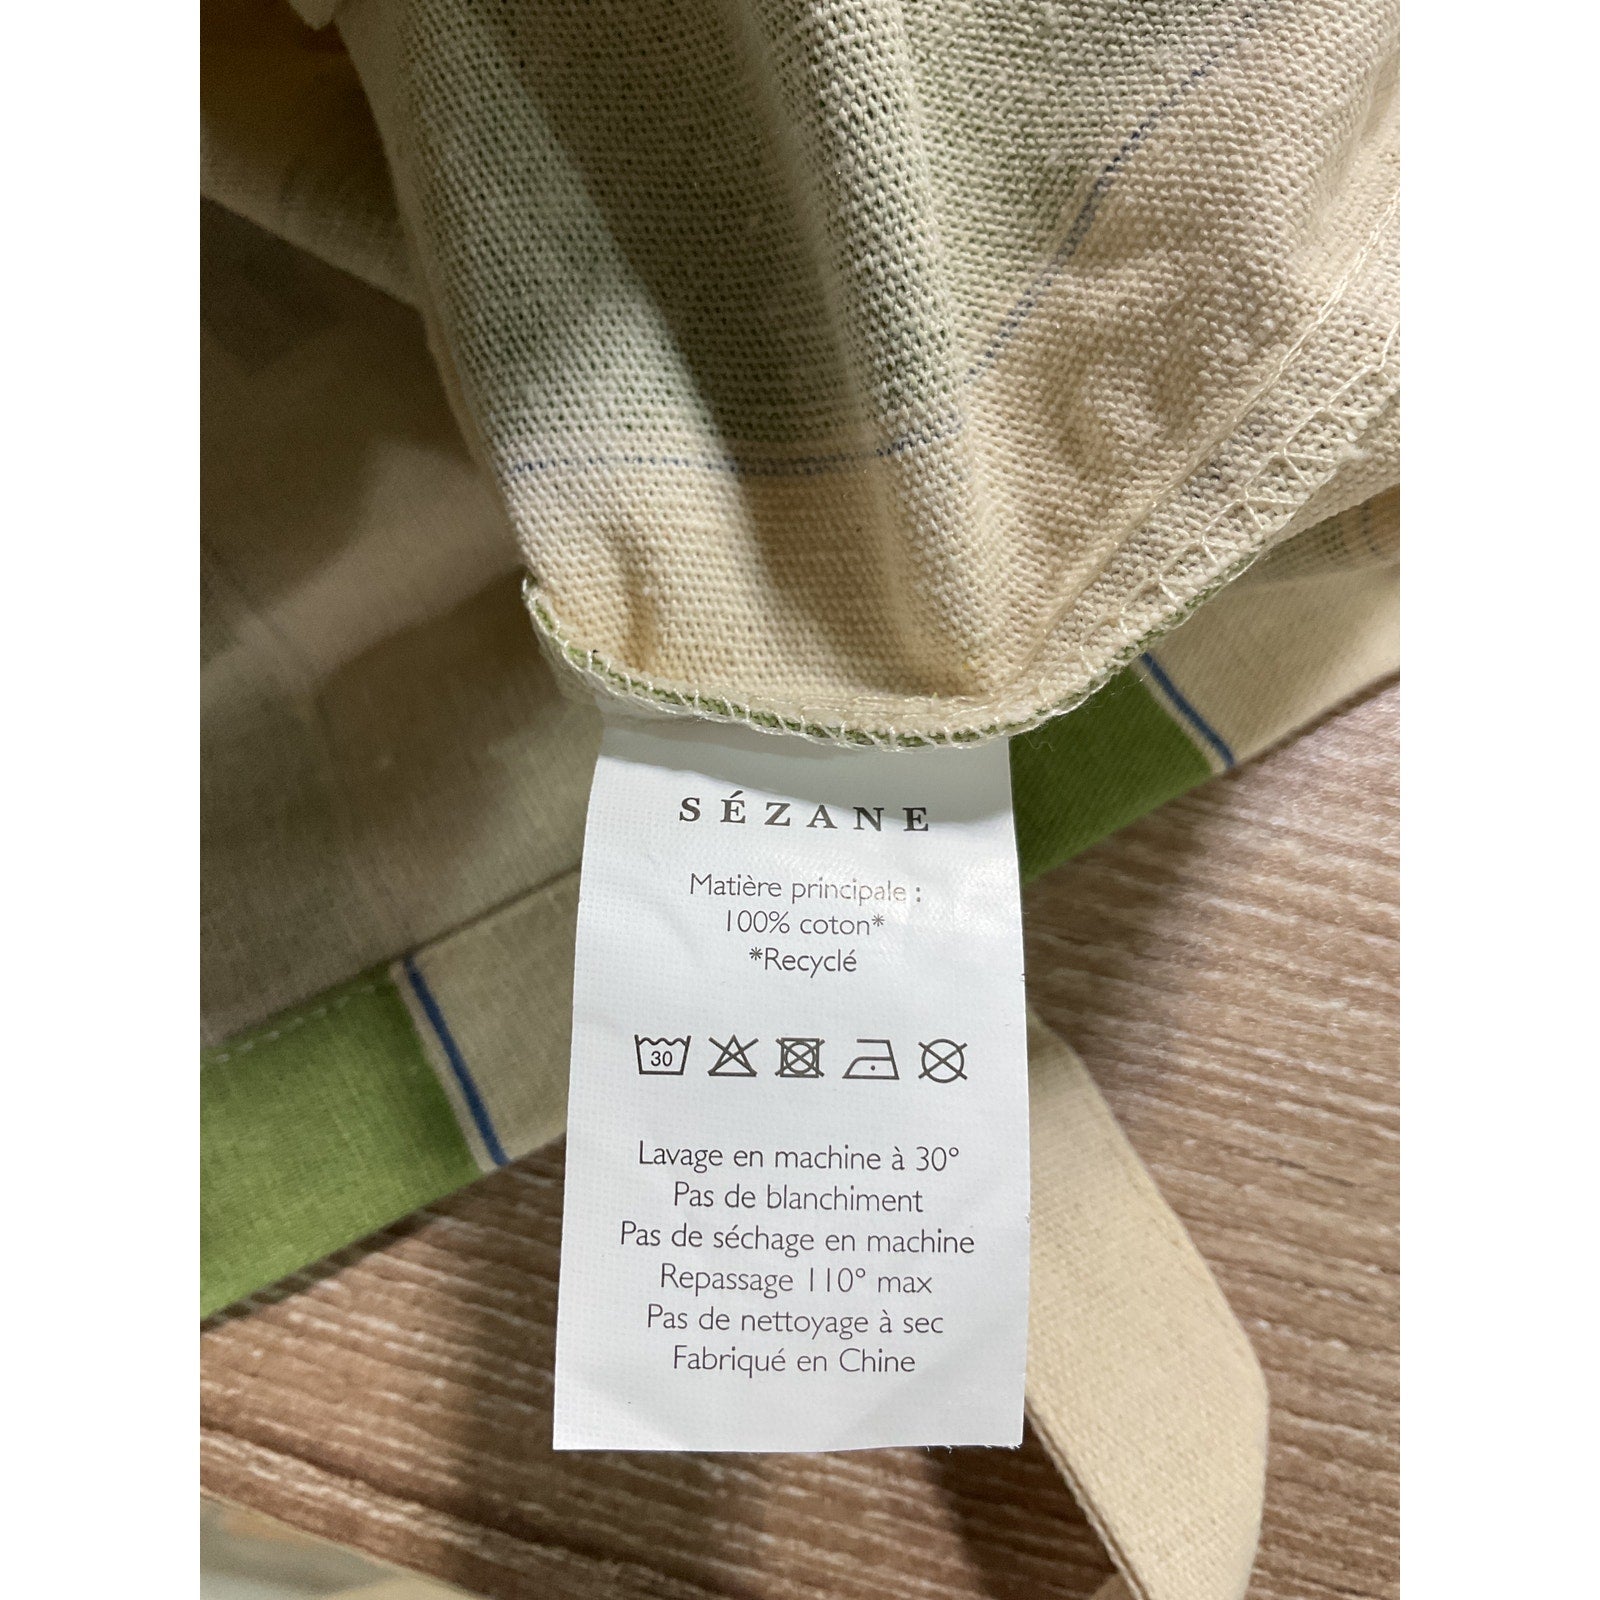 SÉZANE
Matière principale :
100% coton*
*Recyclé
30
Lavage en machine à 30°
Pas de blanchiment
Pas de séchage en machine
Repassage 110° max
Pas de nettoyage à sec
Fabriqué en Chine